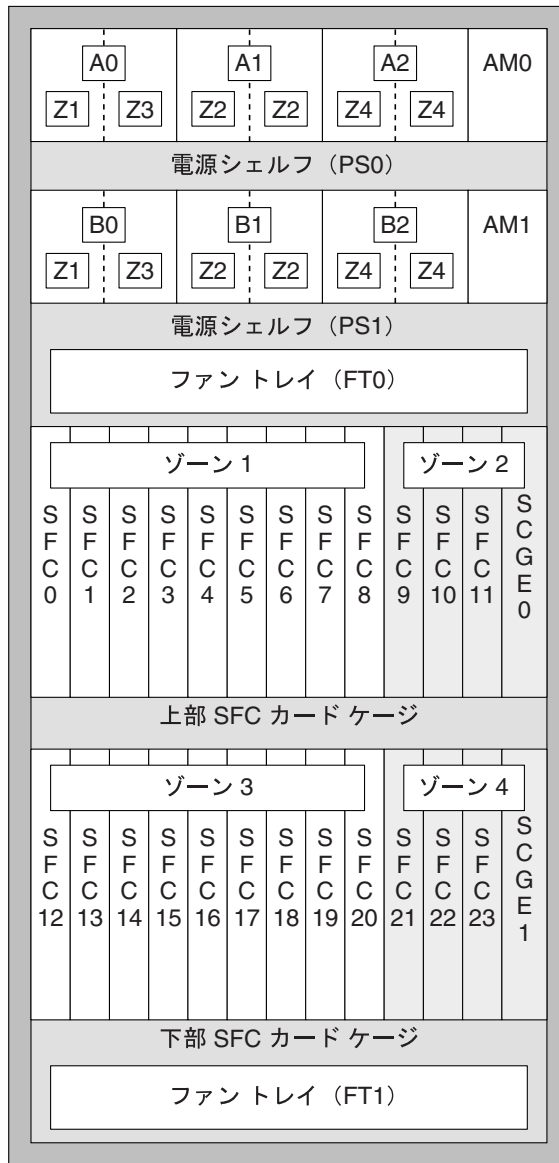 A0 A1 A2 AM0
Z1 Z3 Z2 Z2 Z4 Z4
電源シェルフ（PS0）
B0 B1 B2 AM1
Z1 Z3 Z2 Z2 Z4 Z4
電源シェルフ（PS1）
ファン トレイ（FT0）
ゾーン 1 ゾーン 2
SFC0
SFC1
SFC2
SFC3
SFC4
SFC5
SFC6
SFC7
SFC8
SFC9
SFC10
SFC11
SCGE0
上部 SFC カード ケージ
ゾーン 3 ゾーン 4
SFC12
SFC13
SFC14
SFC15
SFC16
SFC17
SFC18
SFC19
SFC20
SFC21
SFC22
SFC23
SCGE1
下部 SFC カード ケージ
ファン トレイ（FT1）